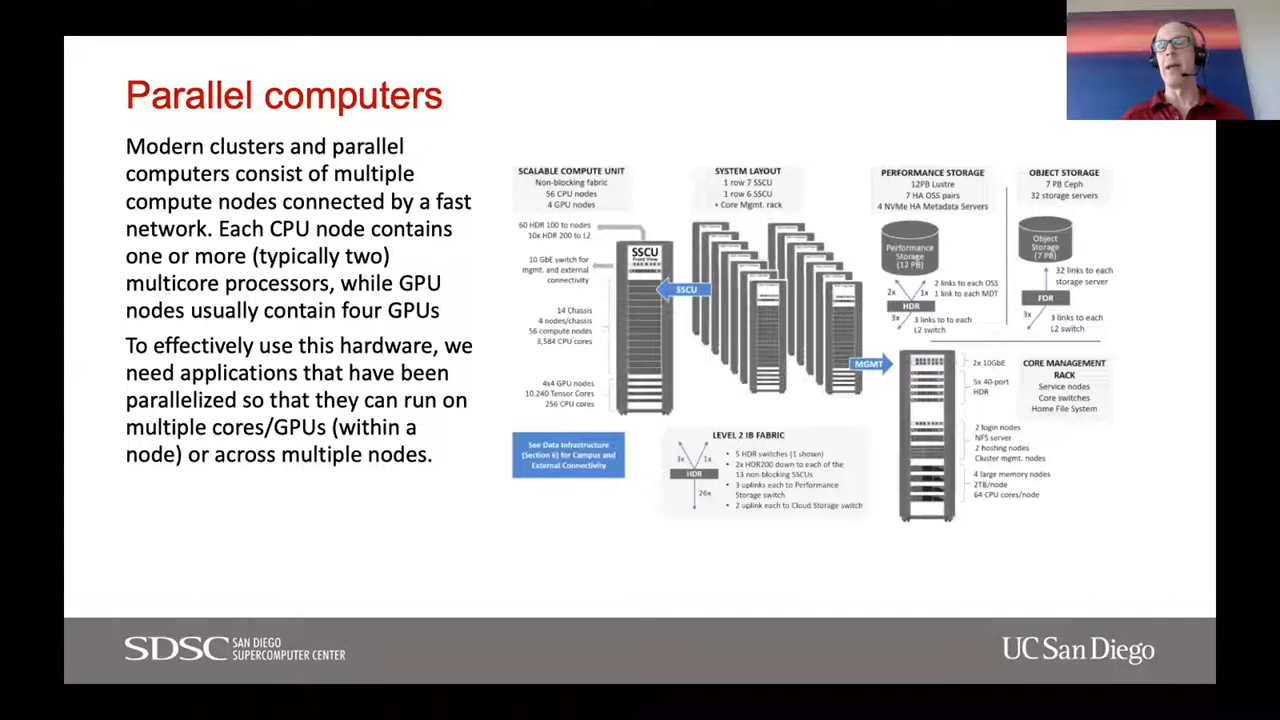 Parallel computers
Modern clusters and parallel
computers consist of multiple
compute nodes connected by a fast
network. Each CPU node contains
one or more (typically two)
multicore processors, while GPU
nodes usually contain four GPUs
To effectively use this hardware, we
need applications that have been
parallelized so that they can run on
multiple cores/GPUs (within a
node) or across multiple nodes.
SCALABLE COMPUTE UNIT
Non-blocking fabric
56 CPU nodes
4 GPU nodes
60 HDR 100 to nodes
10x HDR 200 to L2
10 GbE switch for
mgmt. and external
connectivity
14 Chassis
4 nodes/chassis
56 compute nodes
3,584 CPU cores
4x4 GPU nodes
10,240 Tensor Cores
256 CPU cores
SSCU
Front View
SYSTEM LAYOUT
1 row 7 SSCU
1 row 6 SSCU
+ Core Mgmt. rack
SSCU
MGMT
PERFORMANCE STORAGE
12PB Lustre
7 HA OSS pairs
4 NVMe HA Metadata Servers
Performance
Storage
(12 PB)
2x
1x
2 links to each OSS
1 link to each MDT
HDR
3x
3 links to to each
L2 switch
OBJECT STORAGE
7 PB Ceph
32 storage servers
Object
Storage
(7 PB)
32 links to each
storage server
FDR
3x
3 links to each
L2 switch
2x 10GbE
5x 40-port
HDR
2 login nodes
NFS server
2 hosting nodes
Cluster mgmt. nodes
4 large memory nodes
2TB/node
64 CPU cores/node
CORE MANAGEMENT
RACK
Service nodes
Core switches
Home File System
See Data Infrastructure
(Section 6) for Campus and
External Connectivity
LEVEL 2 IB FABRIC
3x
1x
HDR
26x
• 5 HDR switches (1 shown)
• 2x HDR200 down to each of the
13 non-blocking SSCUs
• 3 uplinks each to Performance
Storage switch
• 2 uplink each to Cloud Storage switch
SDSC SAN DIEGO
SUPERCOMPUTER CENTER
UC San Diego